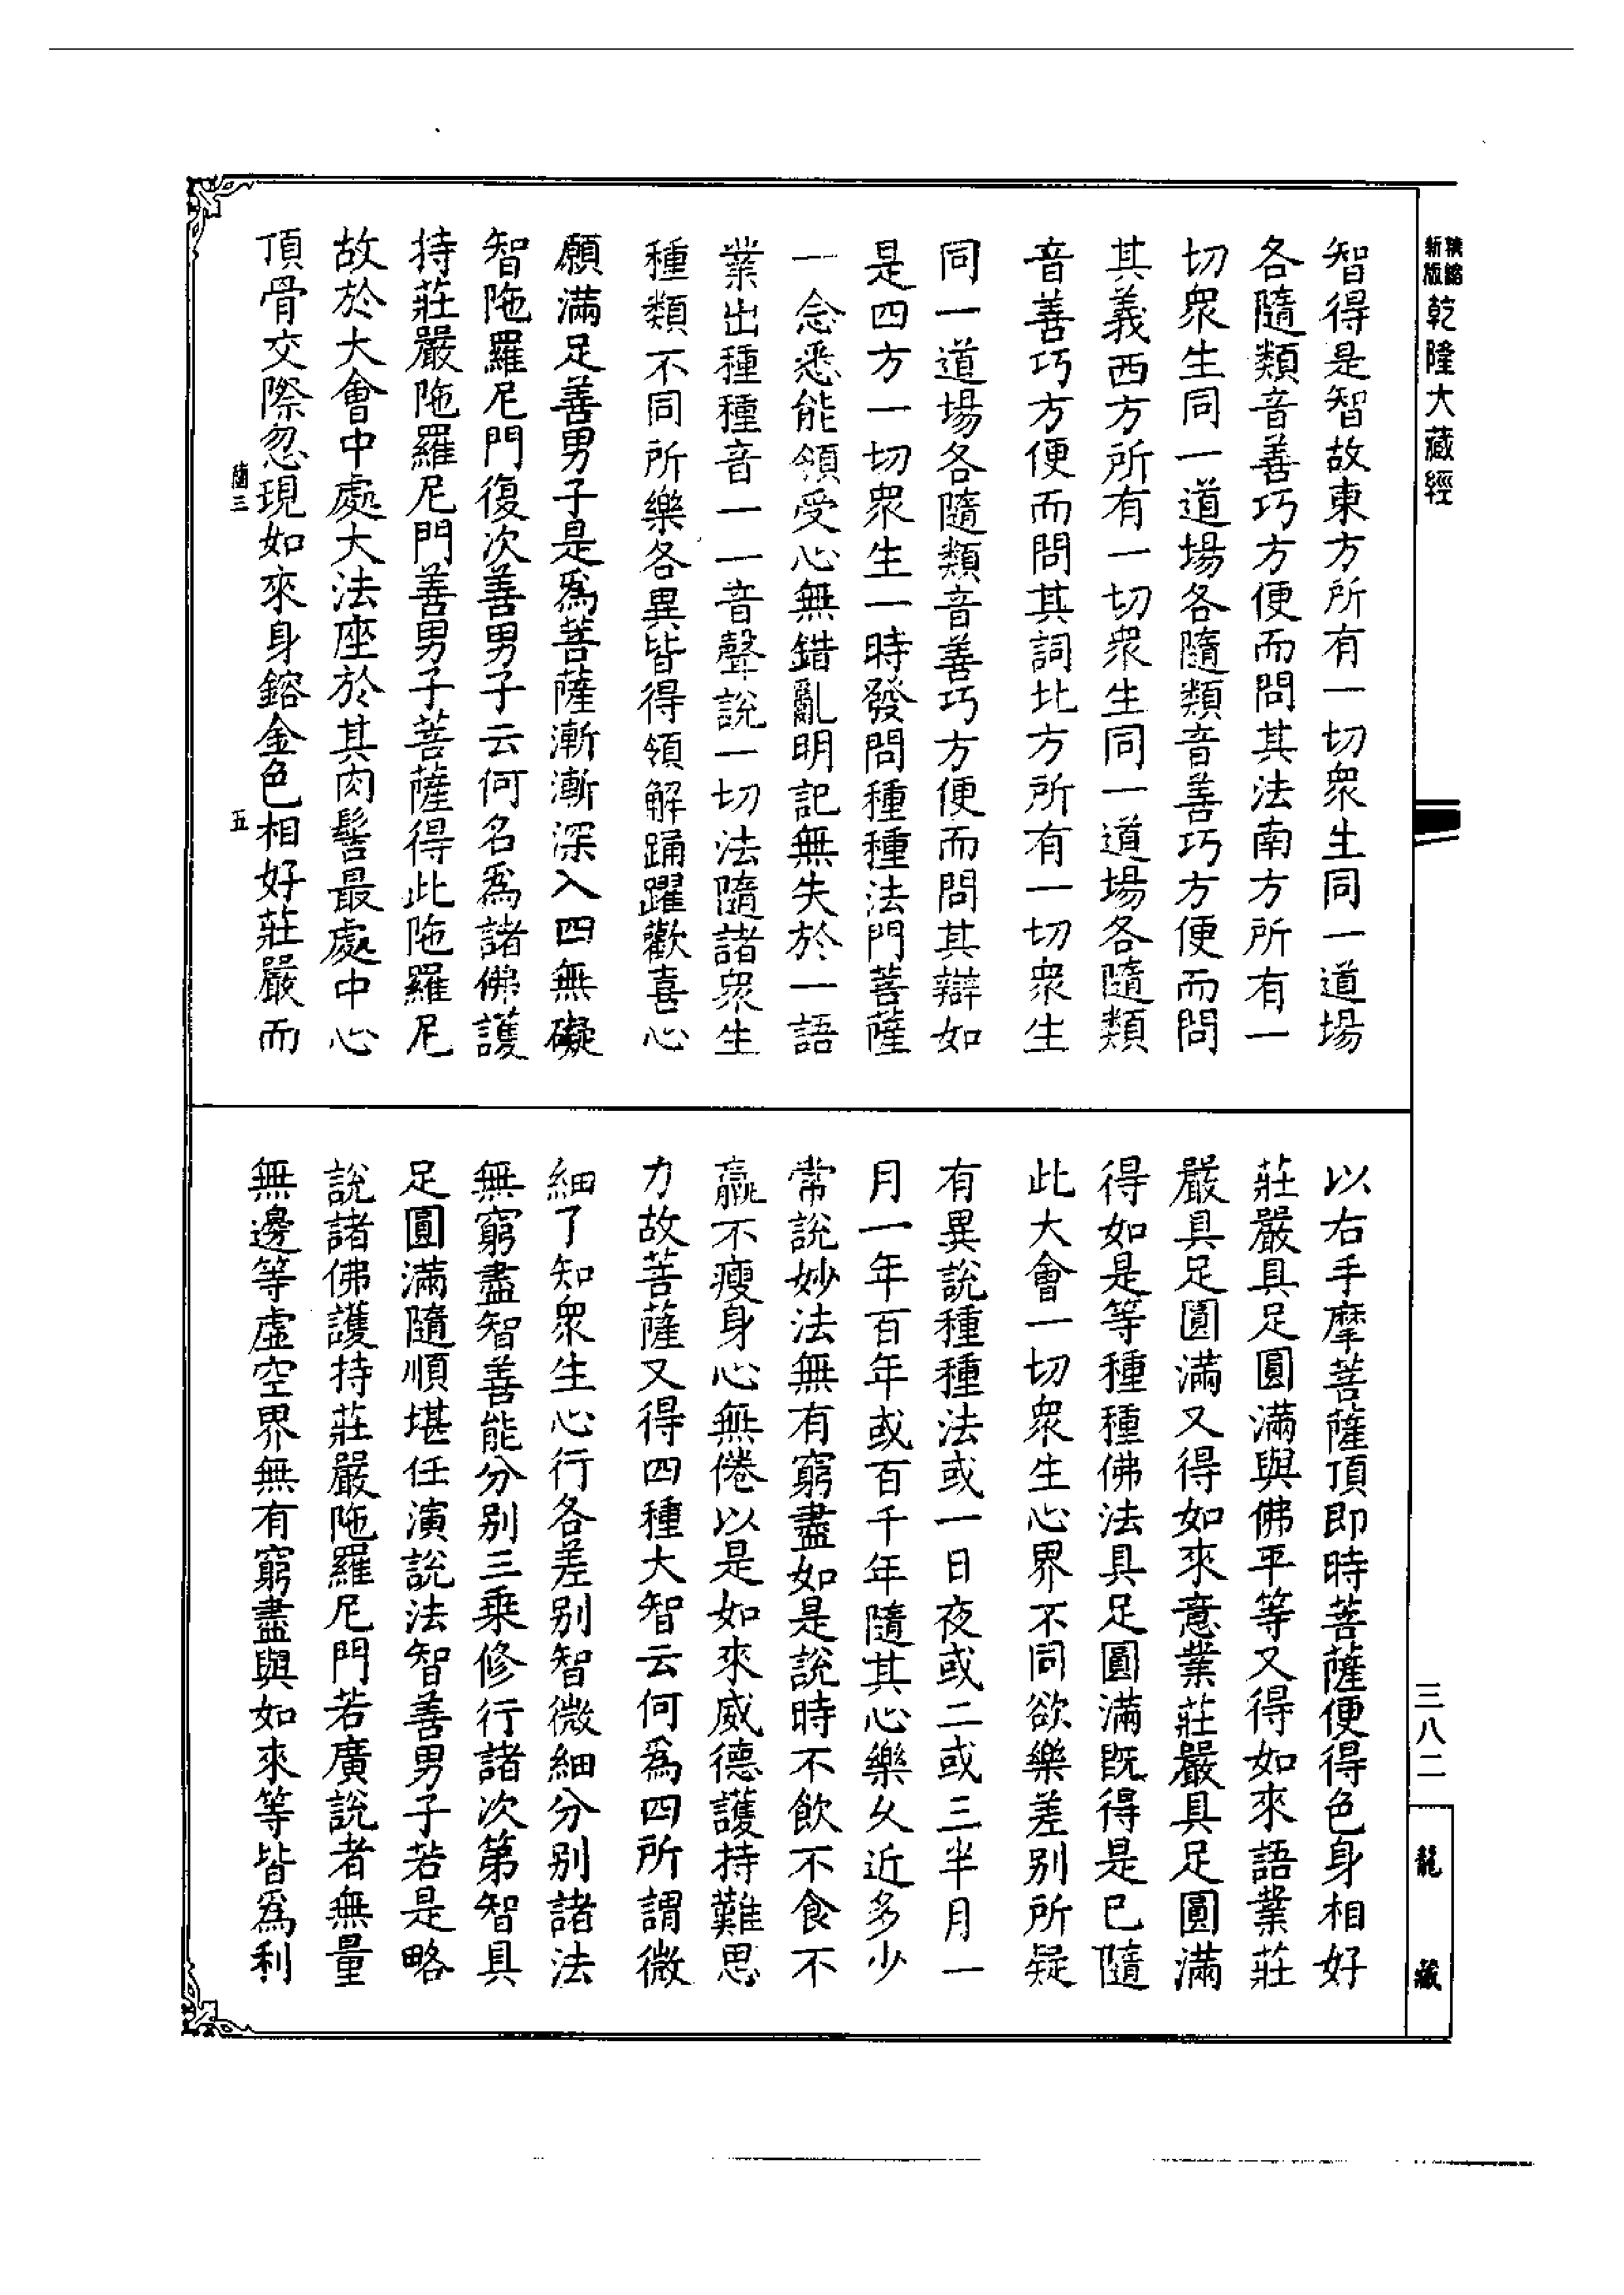 精縮新版 乾隆大藏經
智得是智故東方所有一切衆生同一道場
各隨類音善巧方便而問其法南方所有一
切衆生同一道場各隨類音善巧方便而問
其義西方所有一切衆生同一道場各隨類
音善巧方便而問其詞北方所有一切衆生
同一道場各隨類音善巧方便而問其辯如
是四方一切衆生一時發問種種法門菩薩
一念悉能領受心無錯亂明記無失於一語
業出種種音一一音聲說一切法隨諸衆生
種類不同所樂各異皆得領解踊躍歡喜心
願滿足善男子是爲菩薩漸漸深入四無礙
智陁羅尼門復次善男子云何名爲諸佛護
持莊嚴陁羅尼門善男子菩薩得此陁羅尼
故於大會中處大法座於其肉髻最處中心
頂骨交際忽現如來身鎔金色相好莊嚴而
蘭三 五
以右手摩菩薩頂即時菩薩便得色身相好
莊嚴具足圓滿與佛平等又得如來語業莊
嚴具足圓滿又得如來意業莊嚴具足圓滿
得如是等種種佛法具足圓滿既得是已隨
此大會一切衆生心界不同欲樂差別所疑
有異說種種法或一日夜或二或三半月一
月一年百年或百千年隨其心樂久近多少
常說妙法無有窮盡如是說時不飲不食不
羸不瘦身心無倦以是如來威德護持難思
力故菩薩又得四種大智云何爲四所謂微
細了知衆生心行各差別智微細分別諸法
無窮盡智善能分別三乘修行諸次第智具
足圓滿隨順堪任演說法智善男子若是略
說諸佛護持莊嚴陁羅尼門若廣說者無量
無邊等虛空界無有窮盡與如來等皆爲利
三八二
龍藏